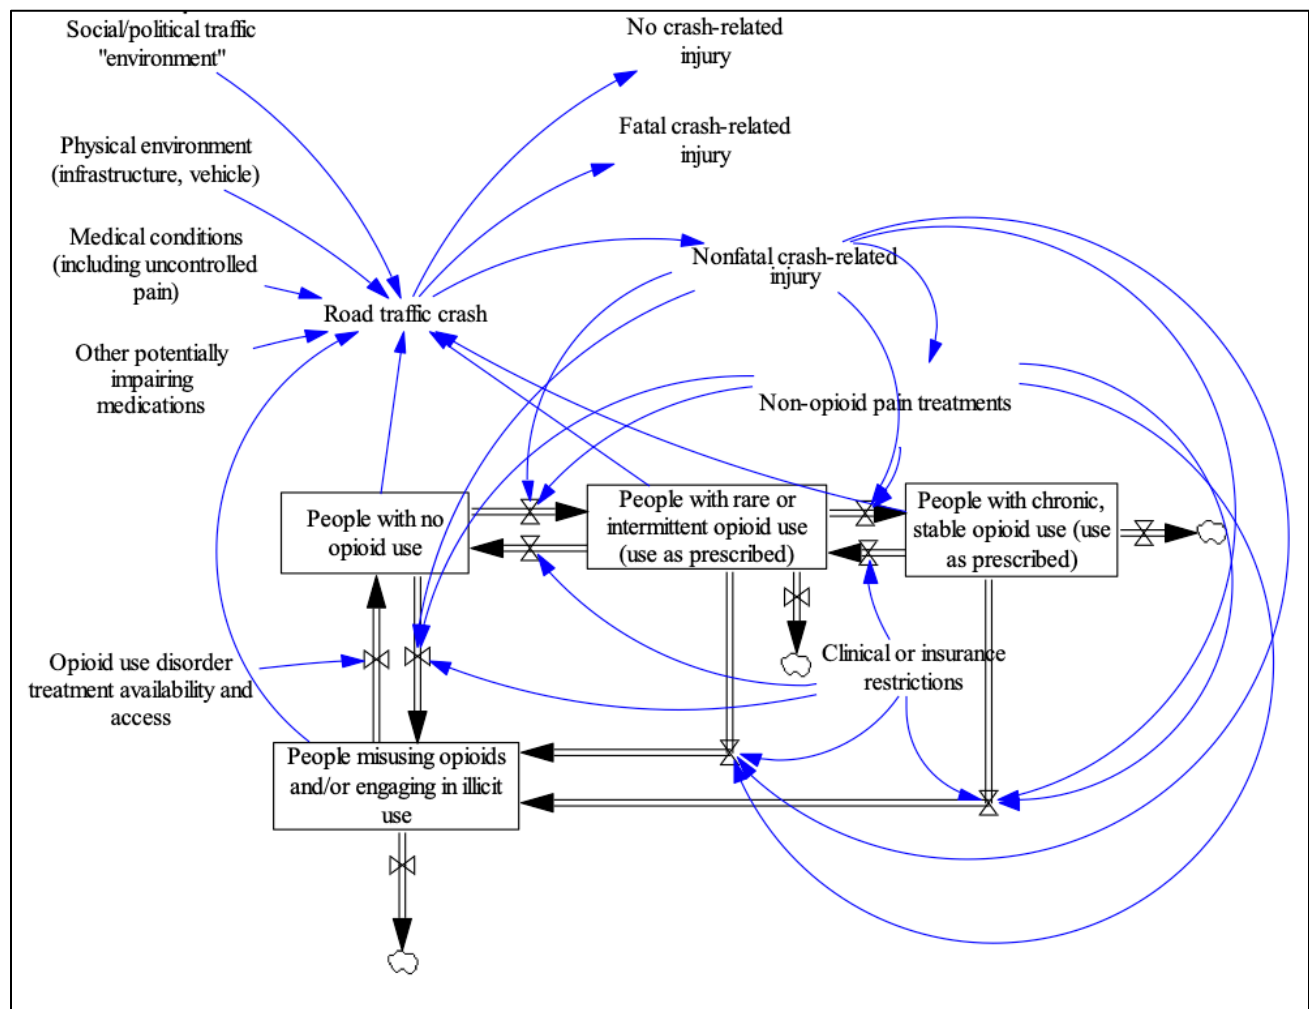 Social/political traffic
"environment"
No crash-related
injury
Fatal crash-related
injury
Physical environment
(infrastructure, vehicle)
Medical conditions
(including uncontrolled
pain)
Nonfatal crash-related
injury
Road traffic crash
Other potentially
impairing
medications
Non-opioid pain treatments
People with no
opioid use
People with rare or
intermittent opioid use
(use as prescribed)
People with chronic,
stable opioid use (use
as prescribed)
Opioid use disorder
treatment availability and
access
Clinical or insurance
restrictions
People misusing opioids
and/or engaging in illicit
use